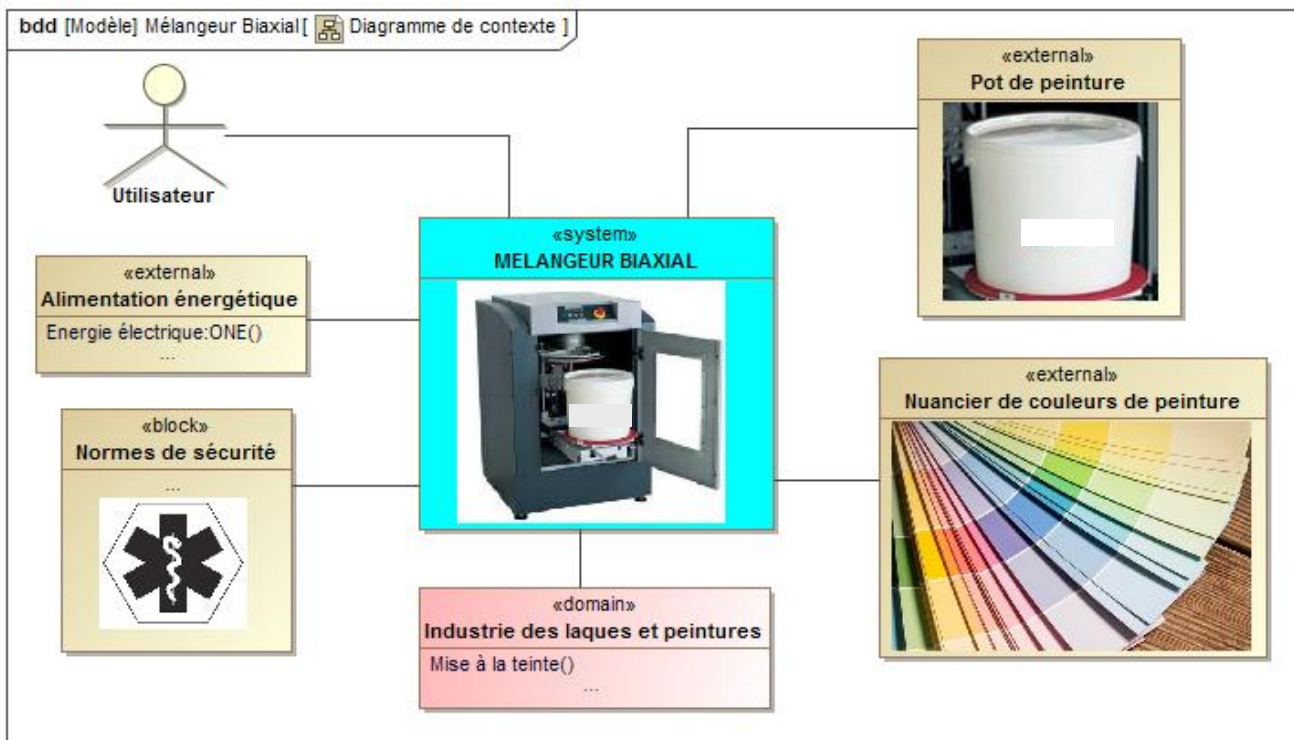 bdd [Modèle] Mélangeur Biaxial[ Diagramme de contexte ]
Utilisateur
«external»
Pot de peinture
«system»
MELANGEUR BIAXIAL
«external»
Alimentation énergétique
Energie électrique:ONE()
...
«external»
Nuancier de couleurs de peinture
«block»
Normes de sécurité
...
«domain»
Industrie des laques et peintures
Mise à la teinte()
...